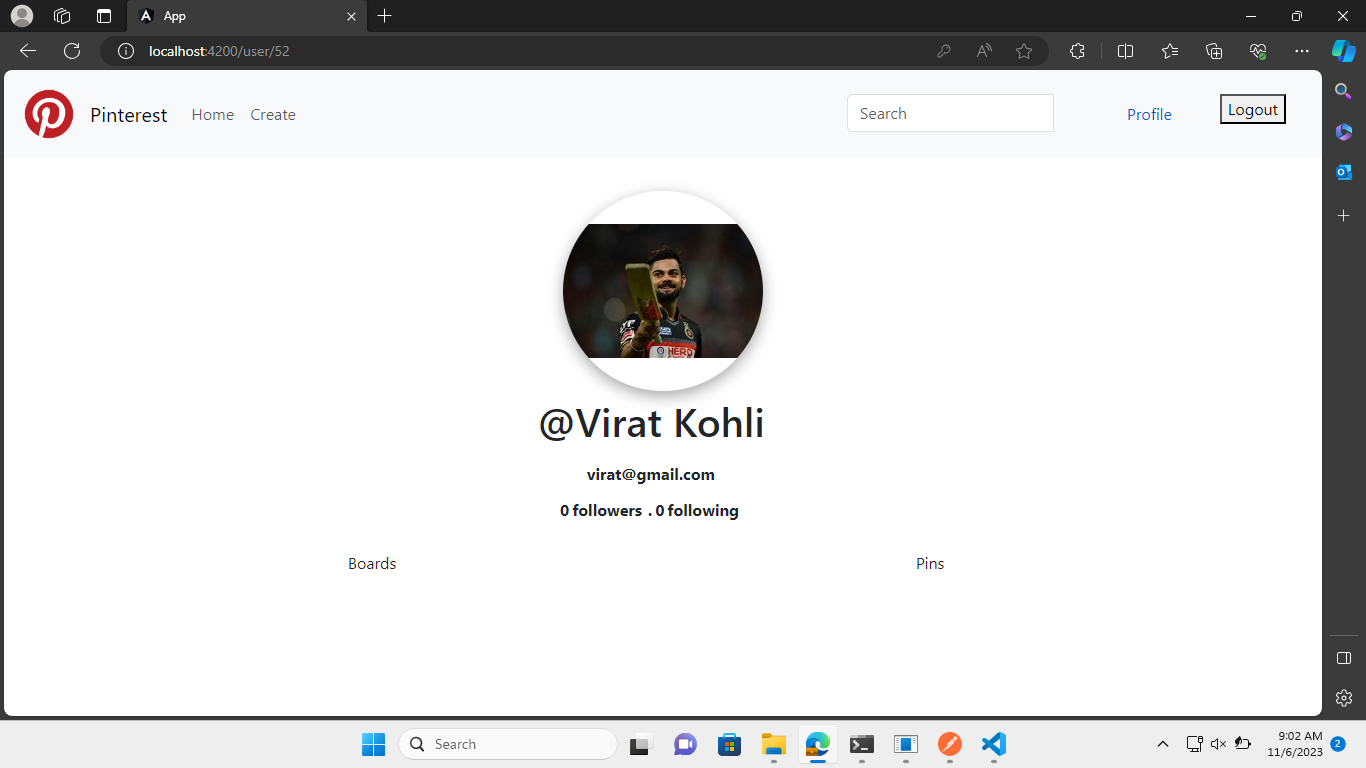 App
localhost:4200/user/52
Pinterest
Home
Create
Search
Profile
Logout
HERO
@Virat Kohli
virat@gmail.com
0 followers . 0 following
Boards
Pins
Search
9:02 AM
11/6/2023
2